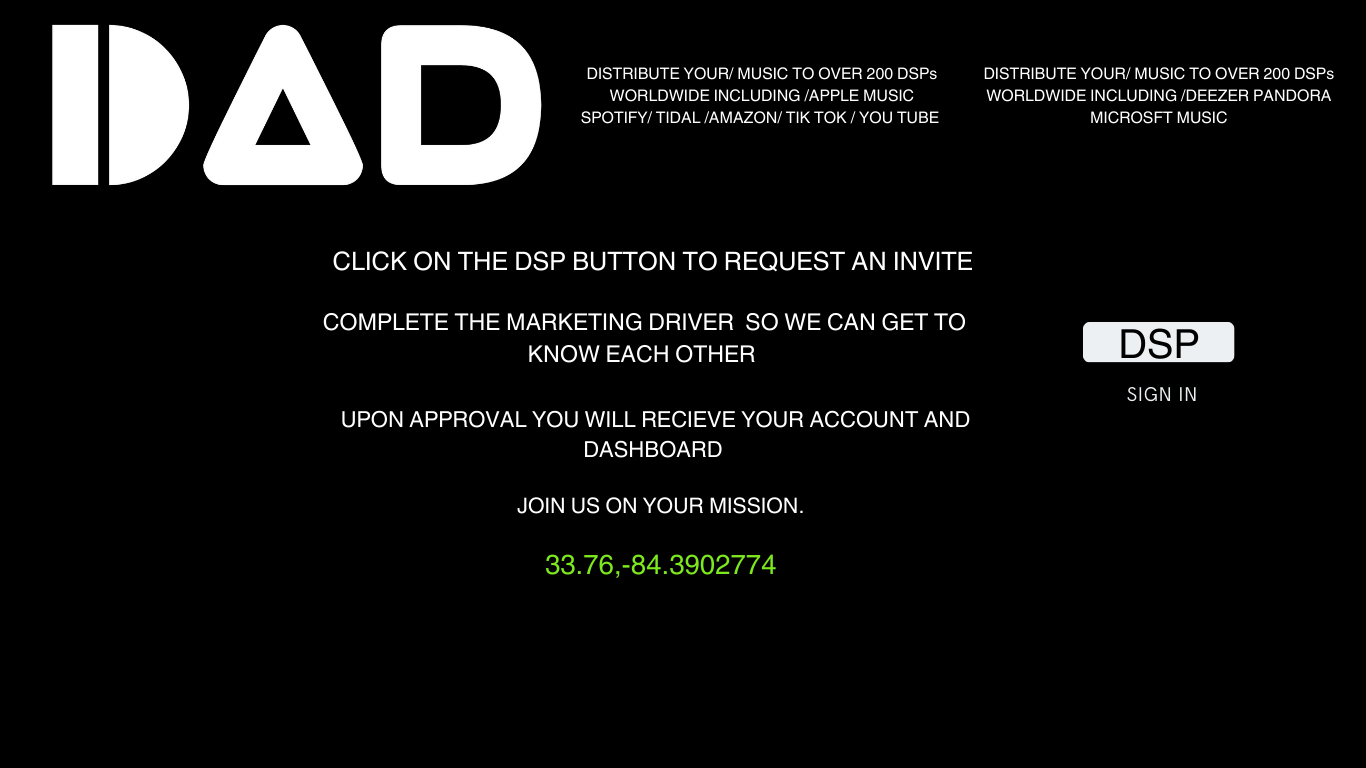 DAD
DISTRIBUTE YOUR/ MUSIC TO OVER 200 DSPs
WORLDWIDE INCLUDING /APPLE MUSIC
SPOTIFY/ TIDAL /AMAZON/ TIK TOK / YOU TUBE
DISTRIBUTE YOUR/ MUSIC TO OVER 200 DSPs
WORLDWIDE INCLUDING /DEEZER PANDORA
MICROSFT MUSIC
CLICK ON THE DSP BUTTON TO REQUEST AN INVITE
COMPLETE THE MARKETING DRIVER  SO WE CAN GET TO
KNOW EACH OTHER
UPON APPROVAL YOU WILL RECIEVE YOUR ACCOUNT AND
DASHBOARD
JOIN US ON YOUR MISSION.
33.76,-84.3902774
DSP
SIGN IN